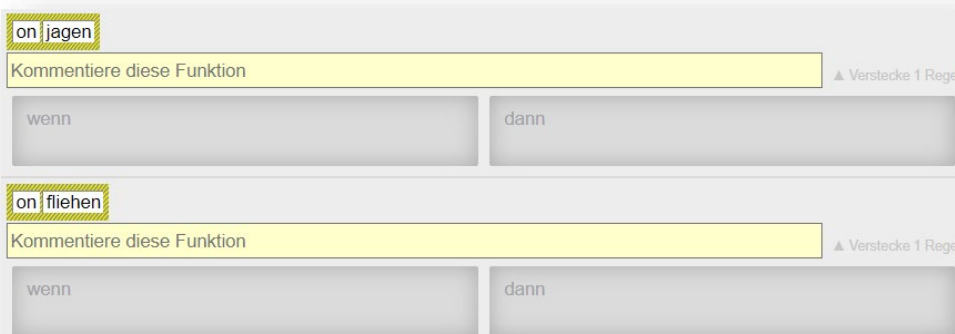 on jagen
Kommentiere diese Funktion
▲ Verstecke 1 Rege
wenn dann
on fliehen
Kommentiere diese Funktion
▲ Verstecke 1 Rege
wenn dann